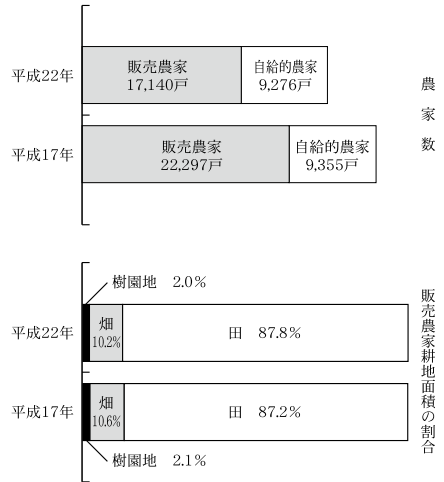 農家数
平成22年
販売農家
17,140戸
自給的農家
9,276戸
平成17年
販売農家
22,297戸
自給的農家
9,355戸
販売農家耕地面積の割合
樹園地 2.0%
平成22年
畑
10.2%
田 87.8%
平成17年
畑
10.6%
田 87.2%
樹園地 2.1%